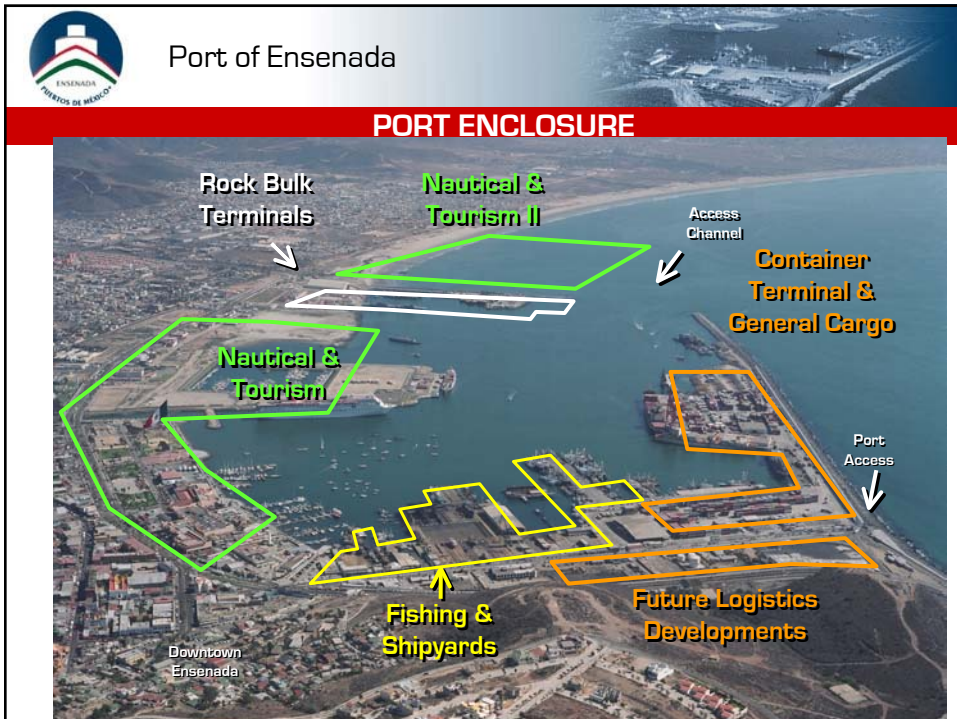 ENSENADA
PUERTOS DE MÉXICO
Port of Ensenada
PORT ENCLOSURE
Rock Bulk
Terminals
Nautical &
Tourism II
Access
Channel
Container
Terminal &
General Cargo
Nautical &
Tourism
Port
Access
Fishing &
Shipyards
Future Logistics
Developments
Downtown
Ensenada